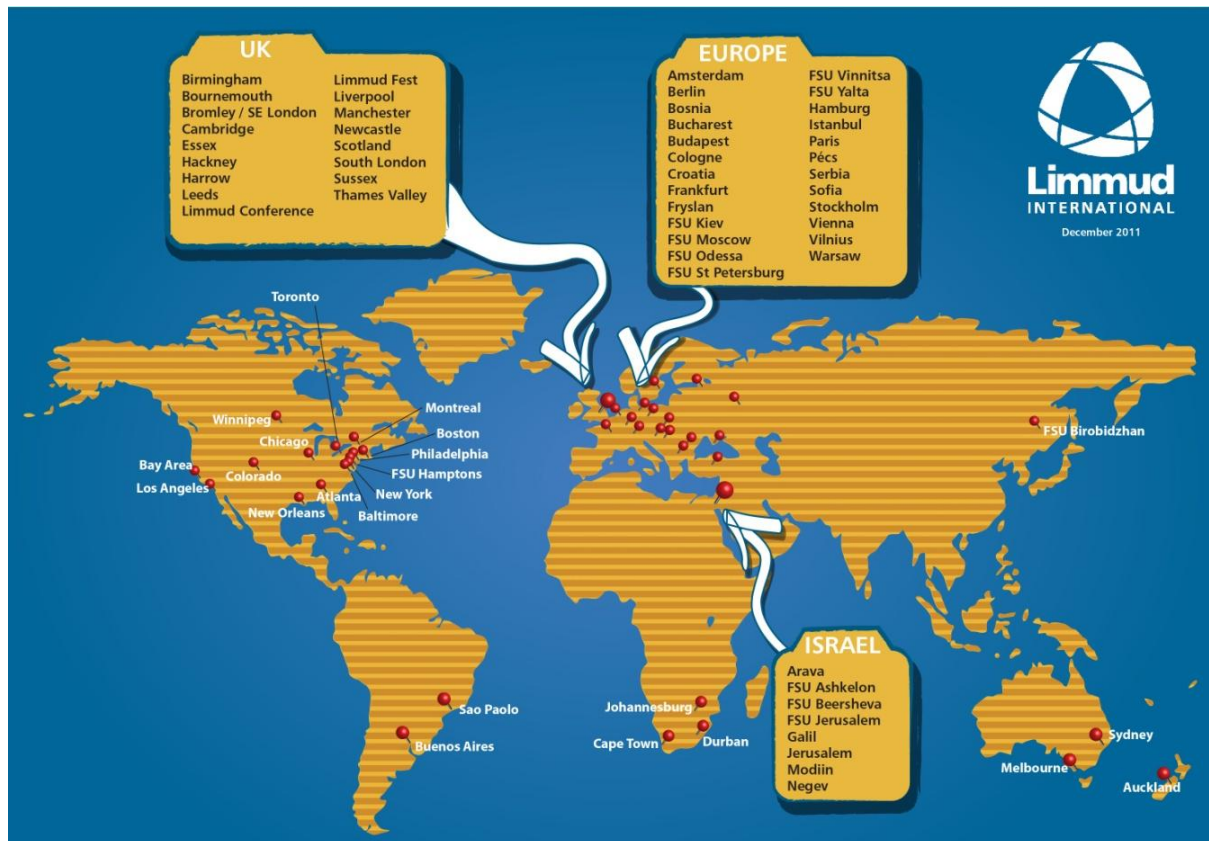 UK
Birmingham
Bournemouth
Bromley / SE London
Cambridge
Essex
Hackney
Harrow
Leeds
Limmud Conference
Limmud Fest
Liverpool
Manchester
Newcastle
Scotland
South London
Sussex
Thames Valley
EUROPE
Amsterdam
Berlin
Bosnia
Bucharest
Budapest
Cologne
Croatia
Frankfurt
Fryslan
FSU Kiev
FSU Moscow
FSU Odessa
FSU St Petersburg
FSU Vinnitsa
FSU Yalta
Hamburg
Istanbul
Paris
Pécs
Serbia
Sofia
Stockholm
Vienna
Vilnius
Warsaw
Limmud
INTERNATIONAL
December 2011
Toronto
Winnipeg
Montreal
Chicago
Boston
Philadelphia
Bay Area
Colorado
FSU Hamptons
Los Angeles
Atlanta
New York
New Orleans
Baltimore
FSU Birobidzhan
ISRAEL
Arava
FSU Ashkelon
FSU Beersheva
FSU Jerusalem
Galil
Jerusalem
Modiin
Negev
Sao Paolo
Buenos Aires
Johannesburg
Cape Town
Durban
Sydney
Melbourne
Auckland